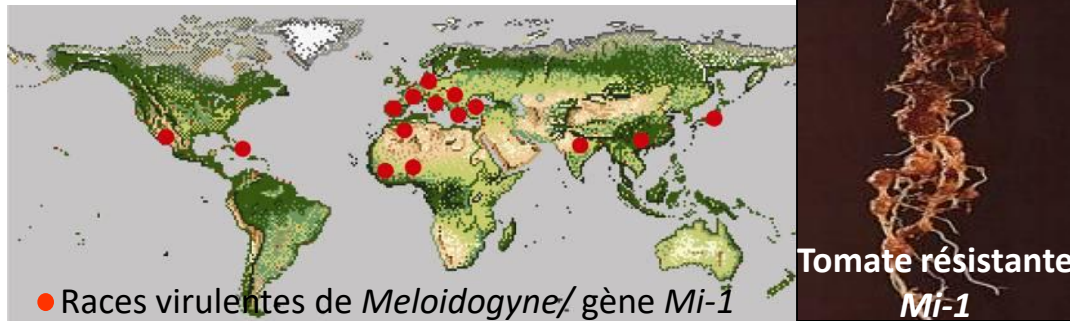 Races virulentes de Meloidogyne/ gène Mi-1
Tomate résistante
Mi-1